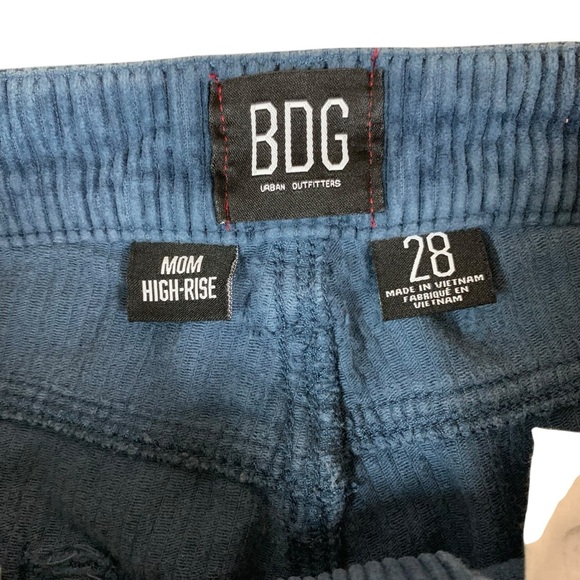 BDG
URBAN OUTFITTERS
MOM
HIGH-RISE
28
MADE IN VIETNAM
FABRIQUÉ EN
VIETNAM